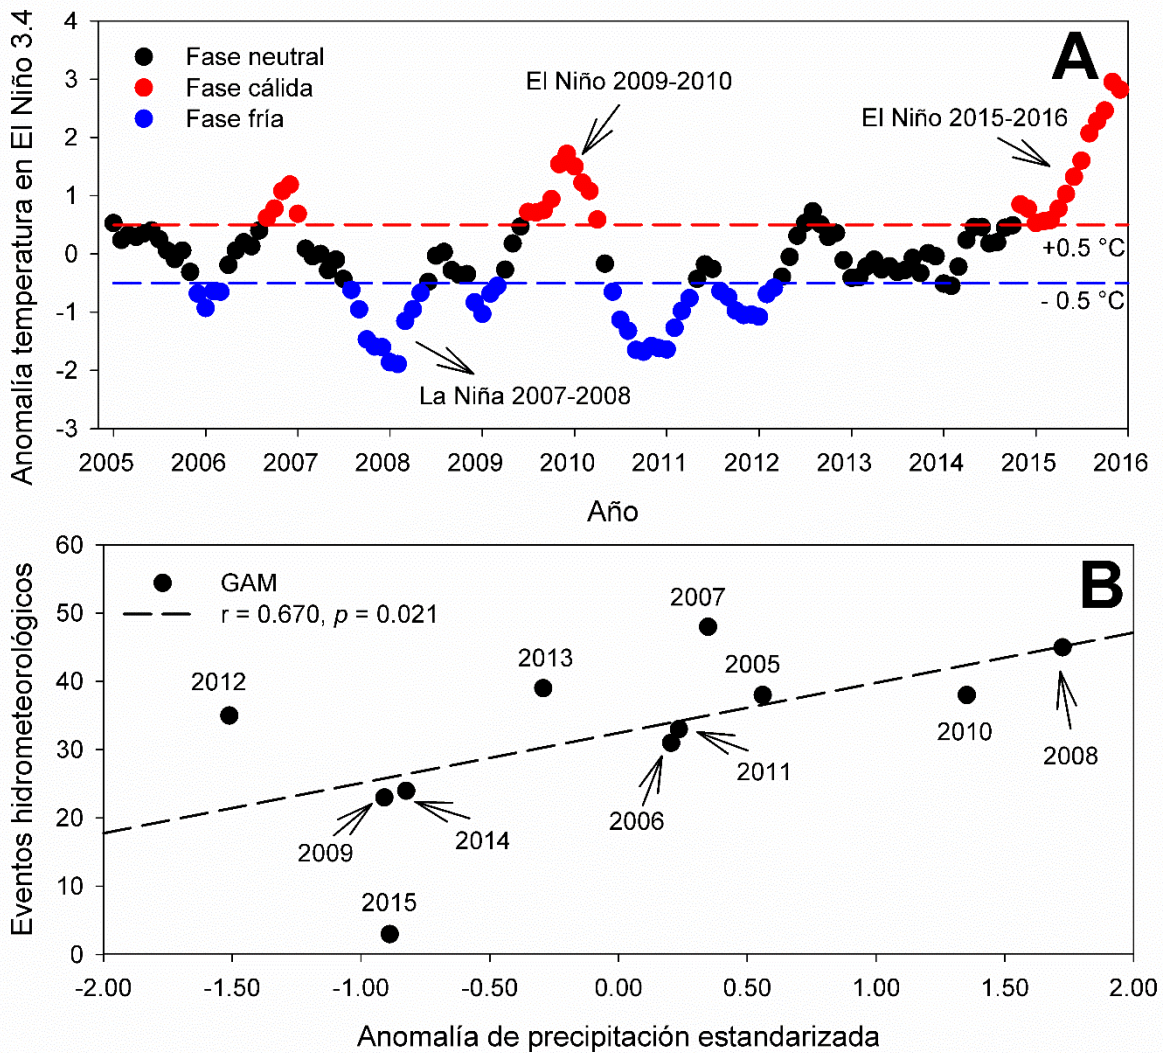 Anomalía temperatura en El Niño 3.4
4
3
2
1
0
-1
-2
-3
Fase neutral
Fase cálida
Fase fría
A
El Niño 2009-2010
El Niño 2015-2016
+0.5 °C
- 0.5 °C
La Niña 2007-2008
2005 2006 2007 2008 2009 2010 2011 2012 2013 2014 2015 2016
Año
Eventos hidrometeorológicos
60
50
40
30
20
10
0
GAM
r = 0.670, p = 0.021
B
2007
2012
2013
2005
2010
2008
2011
2006
2009
2014
2015
-2.00 -1.50 -1.00 -0.50 0.00 0.50 1.00 1.50 2.00
Anomalía de precipitación estandarizada